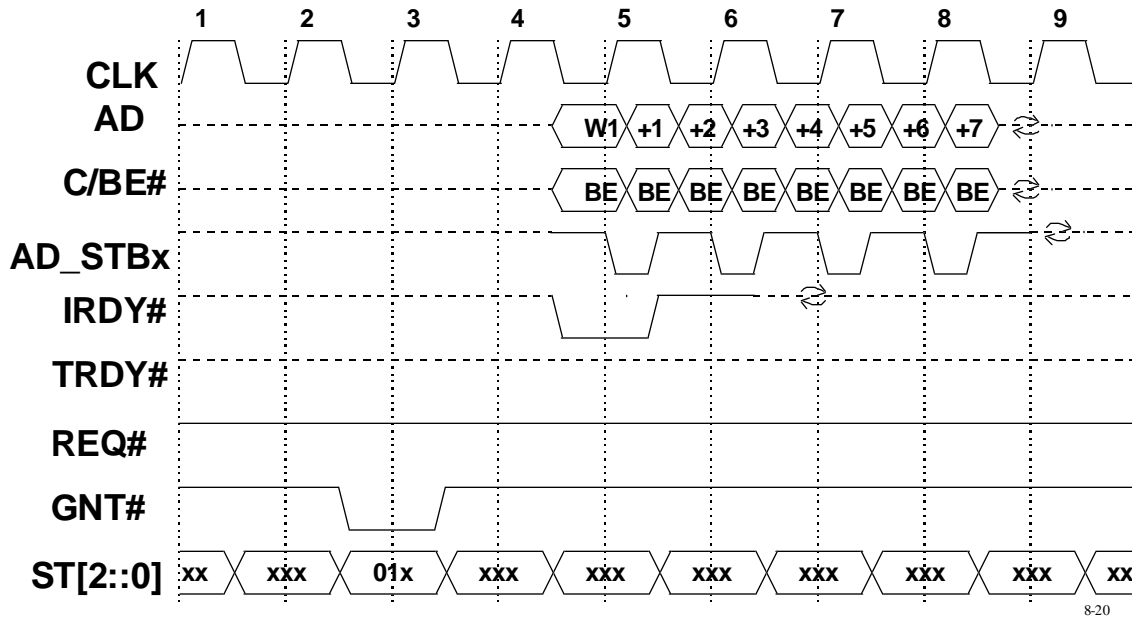 1 2 3 4 5 6 7 8 9
CLK
AD W1 +1 +2 +3 +4 +5 +6 +7
C/BE# BE BE BE BE BE BE BE BE
AD_STBx
IRDY#
TRDY#
REQ#
GNT#
ST[2::0] xx xxx 01x xxx xxx xxx xxx xxx xxx xx
8-20